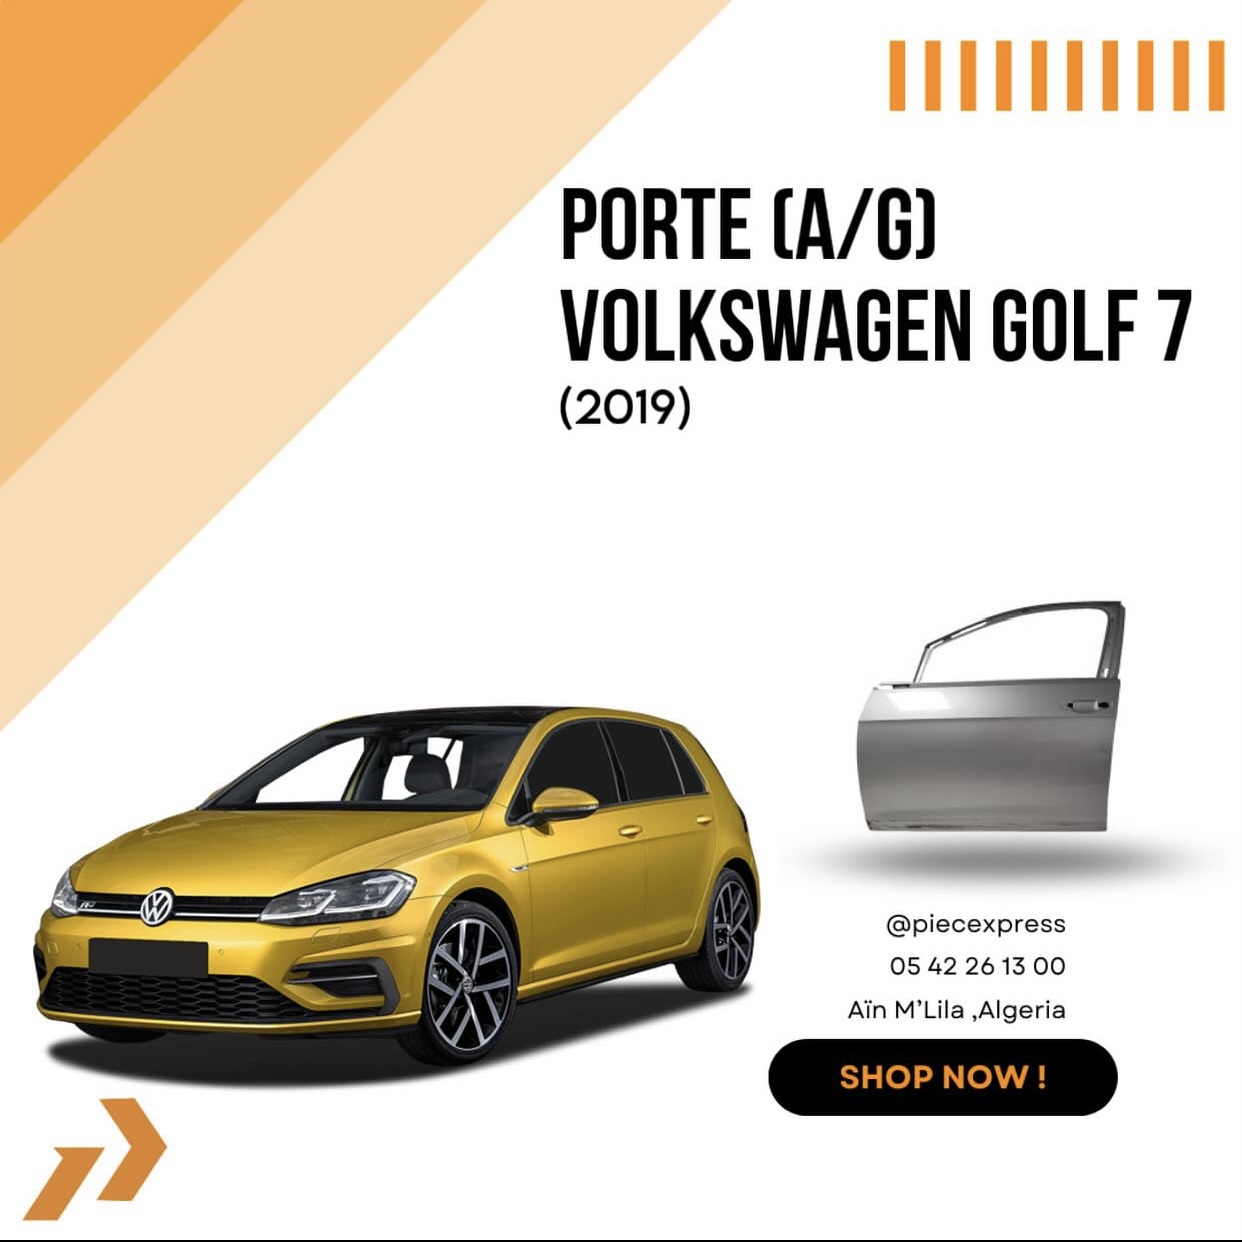 PORTE (A/G)
VOLKSWAGEN GOLF 7
(2019)
@piecexpress
05 42 26 13 00
Aïn M’Lila ,Algeria
SHOP NOW !